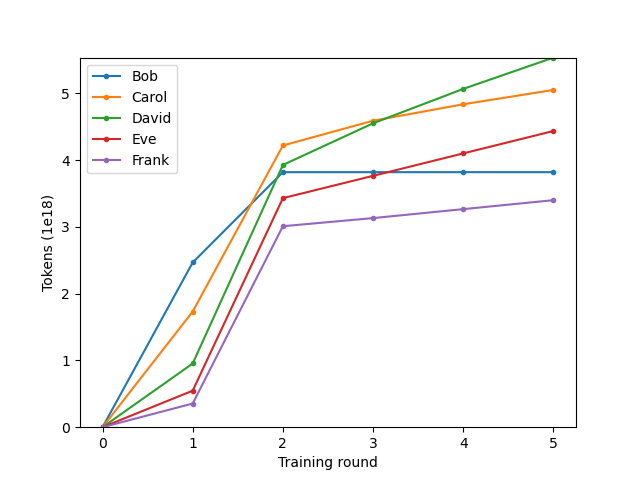 Bob
Carol
David
Eve
Frank
5
4
3
2
1
0
Tokens (1e18)
0 1 2 3 4 5
Training round